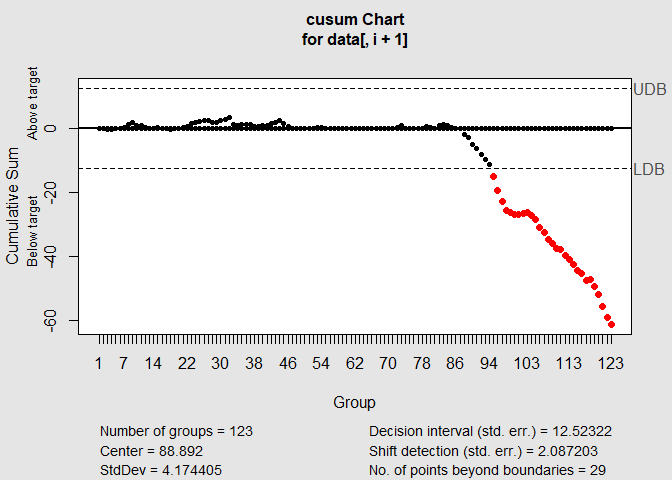 cusum Chart
for data[, i + 1]
Cumulative Sum
Above target
Below target
0
-20
-40
-60
UDB
LDB
1 7 14 22 30 38 46 54 62 70 78 86 94 103 113 123
Group
Number of groups = 123
Center = 88.892
StdDev = 4.174405
Decision interval (std. err.) = 12.52322
Shift detection (std. err.) = 2.087203
No. of points beyond boundaries = 29